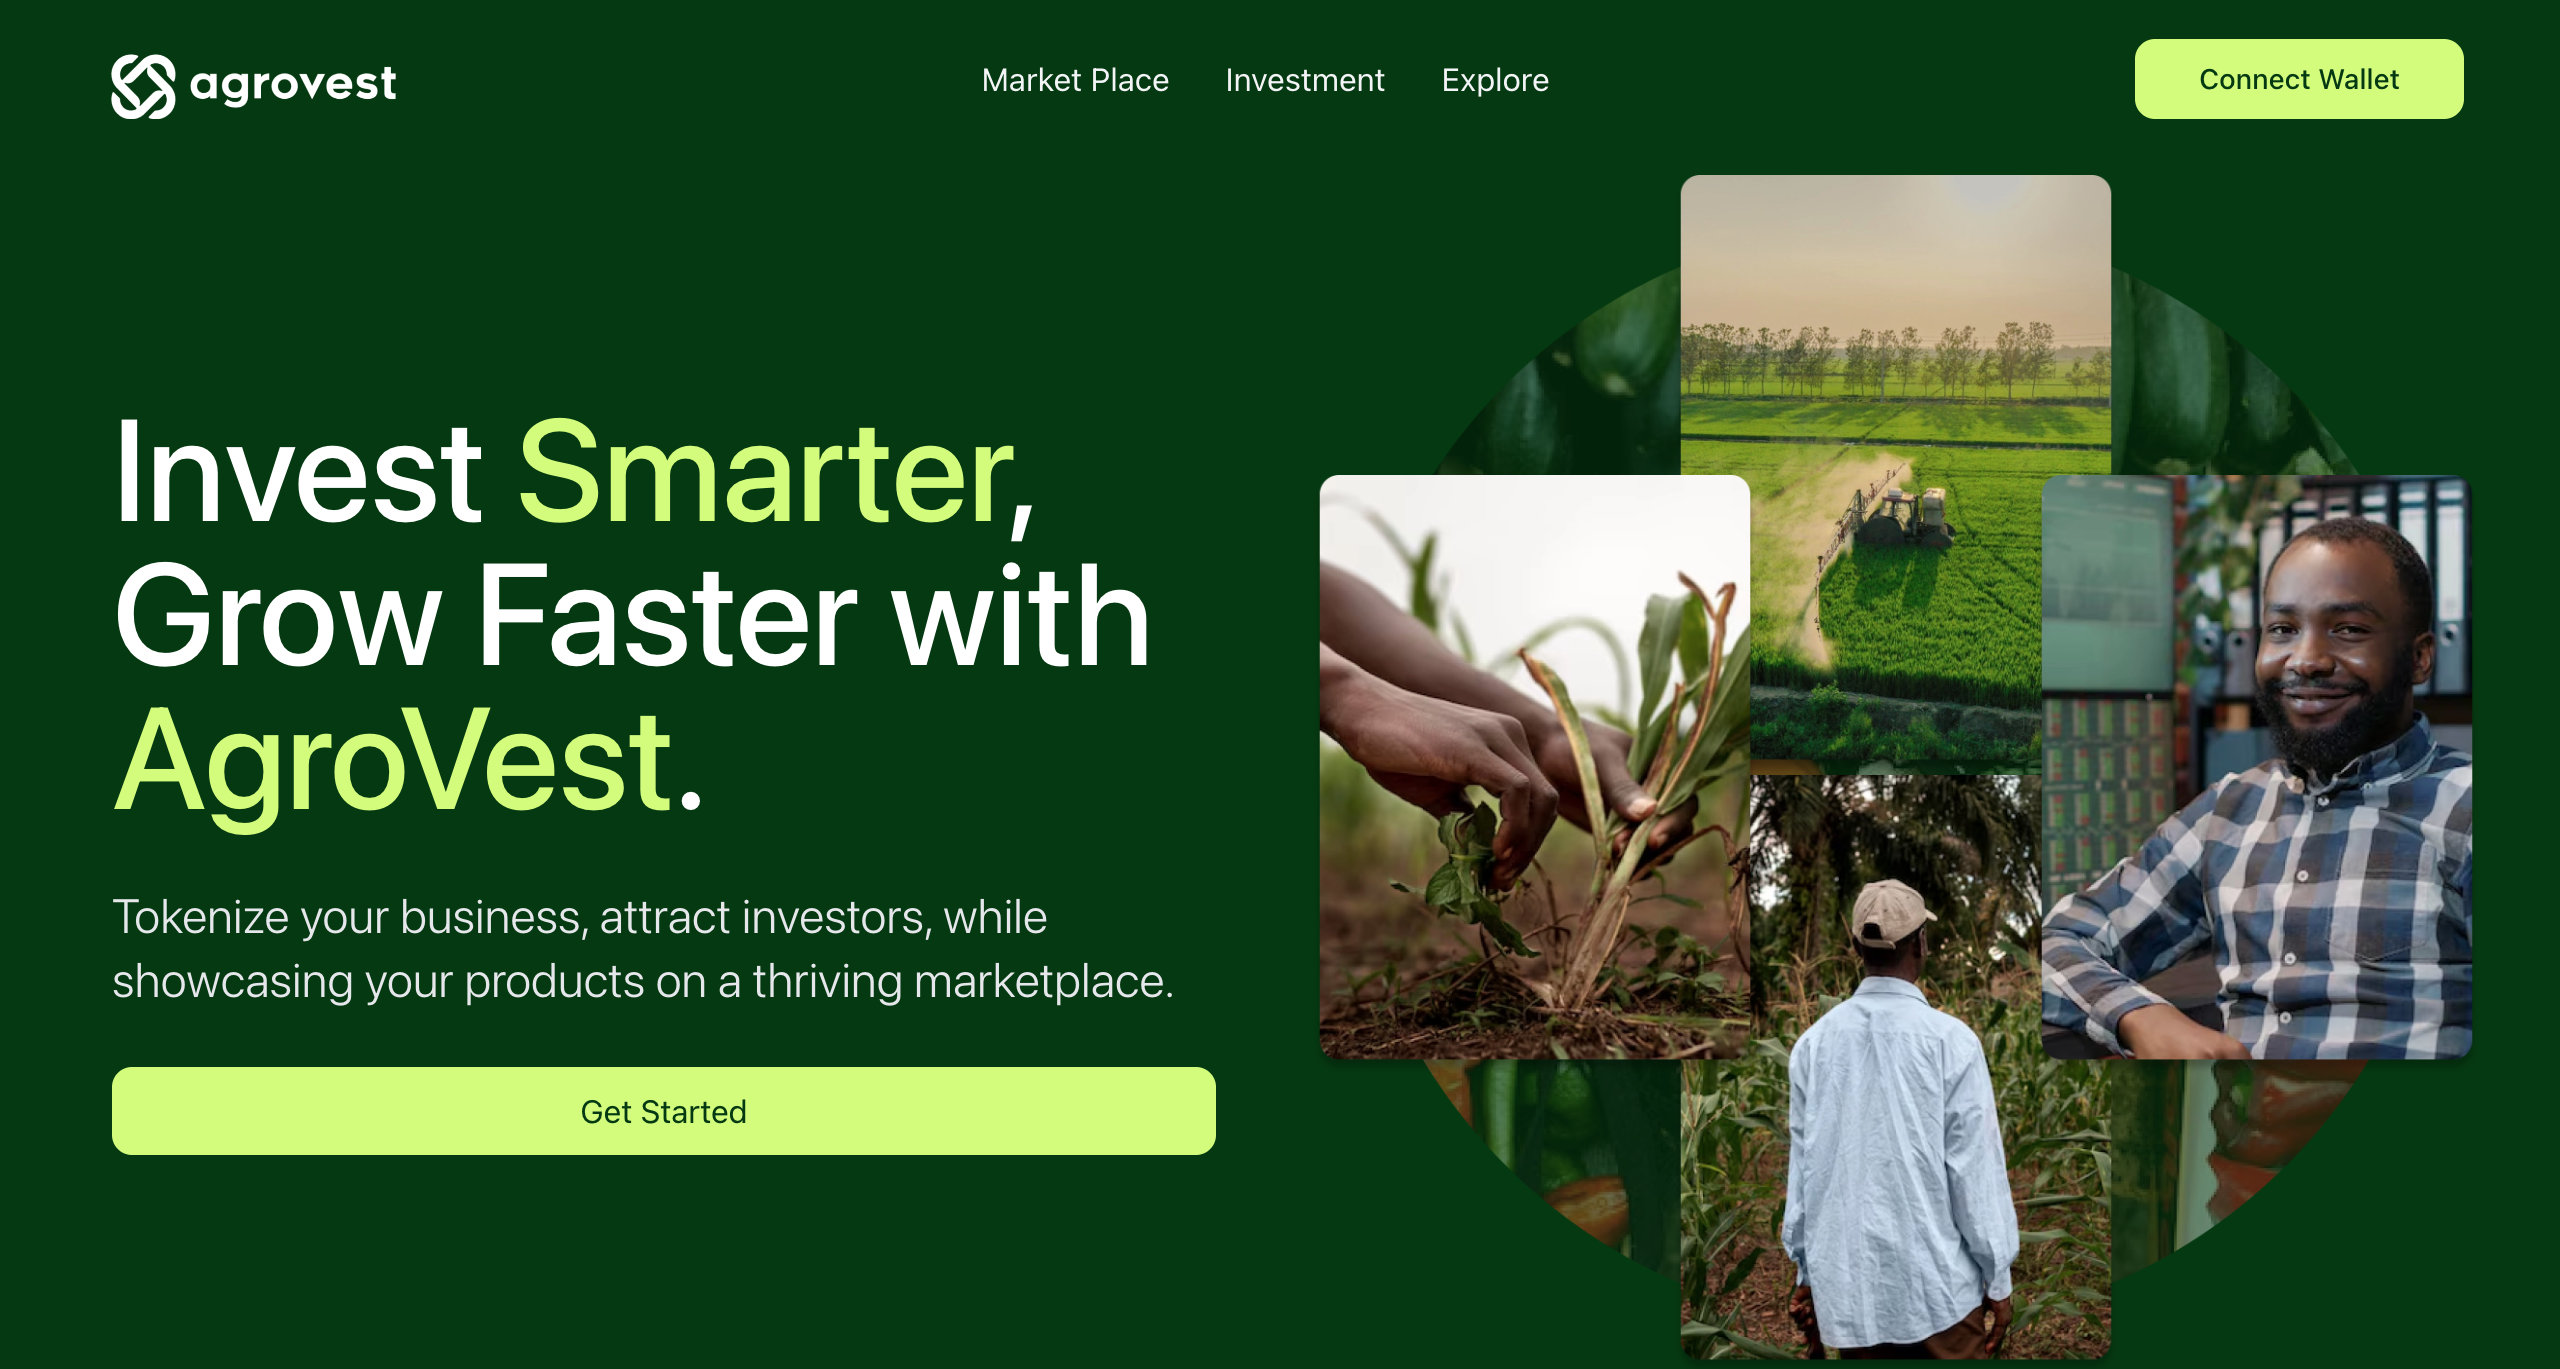 agrovest
Market Place
Investment
Explore
Connect Wallet
Invest Smarter,
Grow Faster with
AgroVest.
Tokenize your business, attract investors, while
showcasing your products on a thriving marketplace.
Get Started